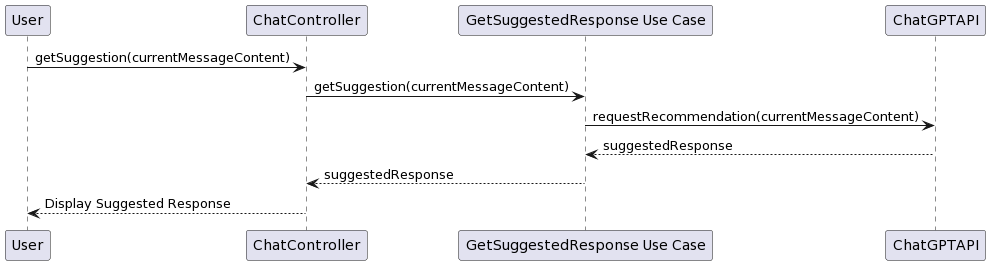 User
ChatController
GetSuggestedResponse Use Case
ChatGPTAPI
getSuggestion(currentMessageContent)
getSuggestion(currentMessageContent)
requestRecommendation(currentMessageContent)
suggestedResponse
suggestedResponse
Display Suggested Response
User
ChatController
GetSuggestedResponse Use Case
ChatGPTAPI